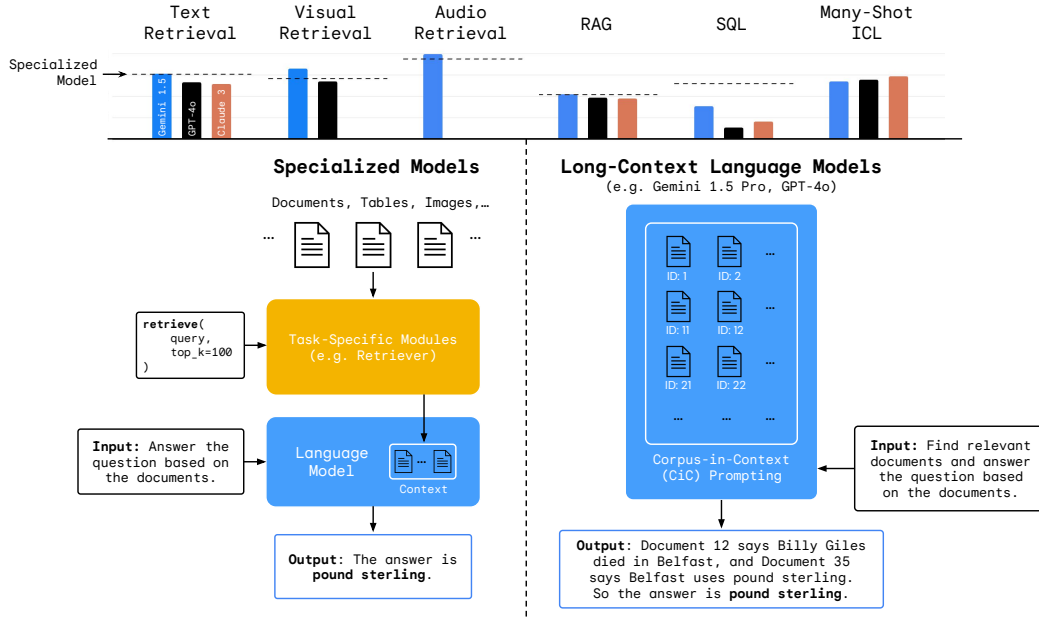 Text
Retrieval
Visual
Retrieval
Audio
Retrieval
RAG
SQL
Many-Shot
ICL
Specialized
Model
Gemini 1.5
GPT-4o
Claude 3
Specialized Models
Documents, Tables, Images,…
...
...
retrieve(
query,
top_k=100
)
Task-Specific Modules
(e.g. Retriever)
Input: Answer the
question based on
the documents.
Language
Model
...
Context
Output: The answer is
pound sterling.
Long-Context Language Models
(e.g. Gemini 1.5 Pro, GPT-4o)
ID: 1 ID: 2 ...
ID: 11 ID: 12 ...
ID: 21 ID: 22 ...
... ... ...
Corpus-in-Context
(CiC) Prompting
Input: Find relevant
documents and answer
the question based
on the documents.
Output: Document 12 says Billy Giles
died in Belfast, and Document 35
says Belfast uses pound sterling.
So the answer is pound sterling.